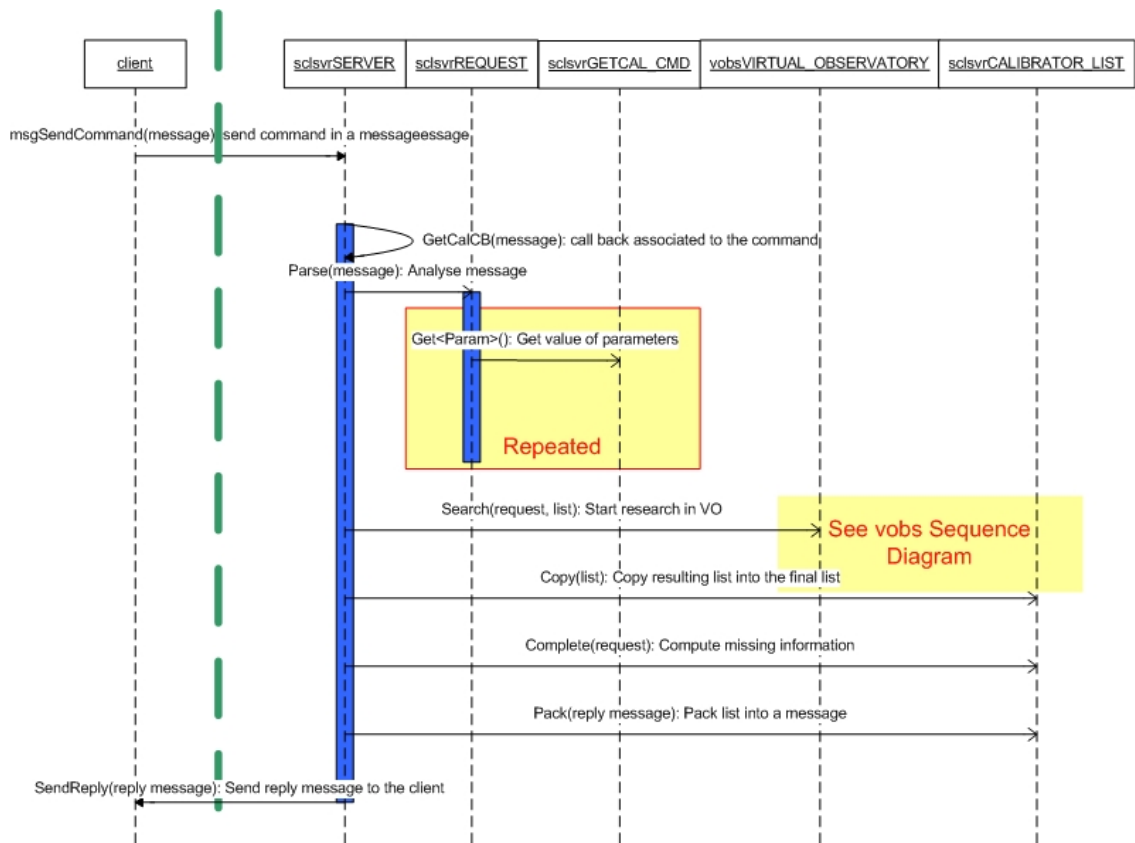 client
sclsvrSERVER
sclsvrREQUEST
sclsvrGETCAL_CMD
vobsVIRTUAL_OBSERVATORY
sclsvrCALIBRATOR_LIST
msgSendCommand(message): send command in a messageessage
GetCalCB(message): call back associated to the command
Parse(message): Analyse message
Get<Param>(): Get value of parameters
Repeated
Search(request, list): Start research in VO
See vobs Sequence
Diagram
Copy(list): Copy resulting list into the final list
Complete(request): Compute missing information
Pack(reply message): Pack list into a message
SendReply(reply message): Send reply message to the client